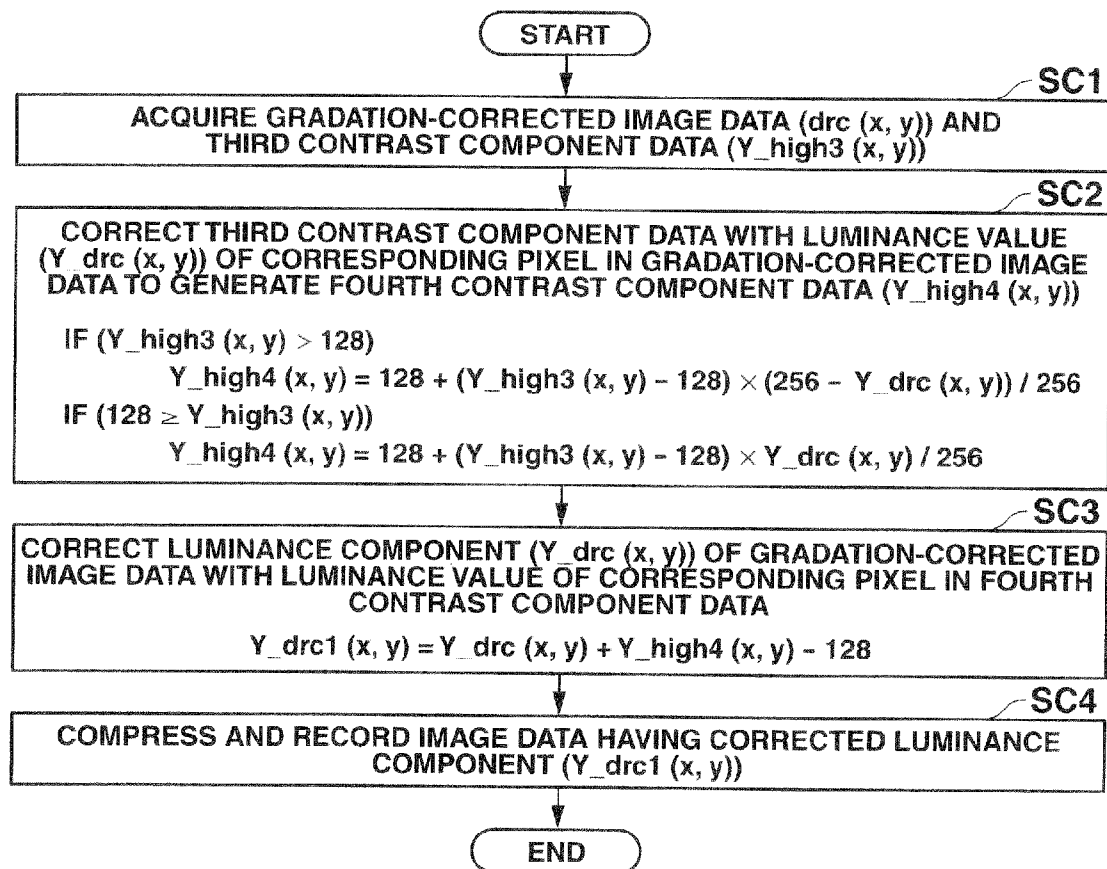 START
SC1
ACQUIRE GRADATION-CORRECTED IMAGE DATA (drc (x, y)) AND
THIRD CONTRAST COMPONENT DATA (Y_high3 (x, y))
SC2
CORRECT THIRD CONTRAST COMPONENT DATA WITH LUMINANCE VALUE
(Y_drc (x, y)) OF CORRESPONDING PIXEL IN GRADATION-CORRECTED IMAGE
DATA TO GENERATE FOURTH CONTRAST COMPONENT DATA (Y_high4 (x, y))
IF (Y_high3 (x, y) > 128)
Y_high4 (x, y) = 128 + (Y_high3 (x, y) - 128) × (256 - Y_drc (x, y)) / 256
IF (128 ≥ Y_high3 (x, y))
Y_high4 (x, y) = 128 + (Y_high3 (x, y) - 128) × Y_drc (x, y) / 256
SC3
CORRECT LUMINANCE COMPONENT (Y_drc (x, y)) OF GRADATION-CORRECTED
IMAGE DATA WITH LUMINANCE VALUE OF CORRESPONDING PIXEL IN FOURTH
CONTRAST COMPONENT DATA
Y_drc1 (x, y) = Y_drc (x, y) + Y_high4 (x, y) - 128
SC4
COMPRESS AND RECORD IMAGE DATA HAVING CORRECTED LUMINANCE
COMPONENT (Y_drc1 (x, y))
END